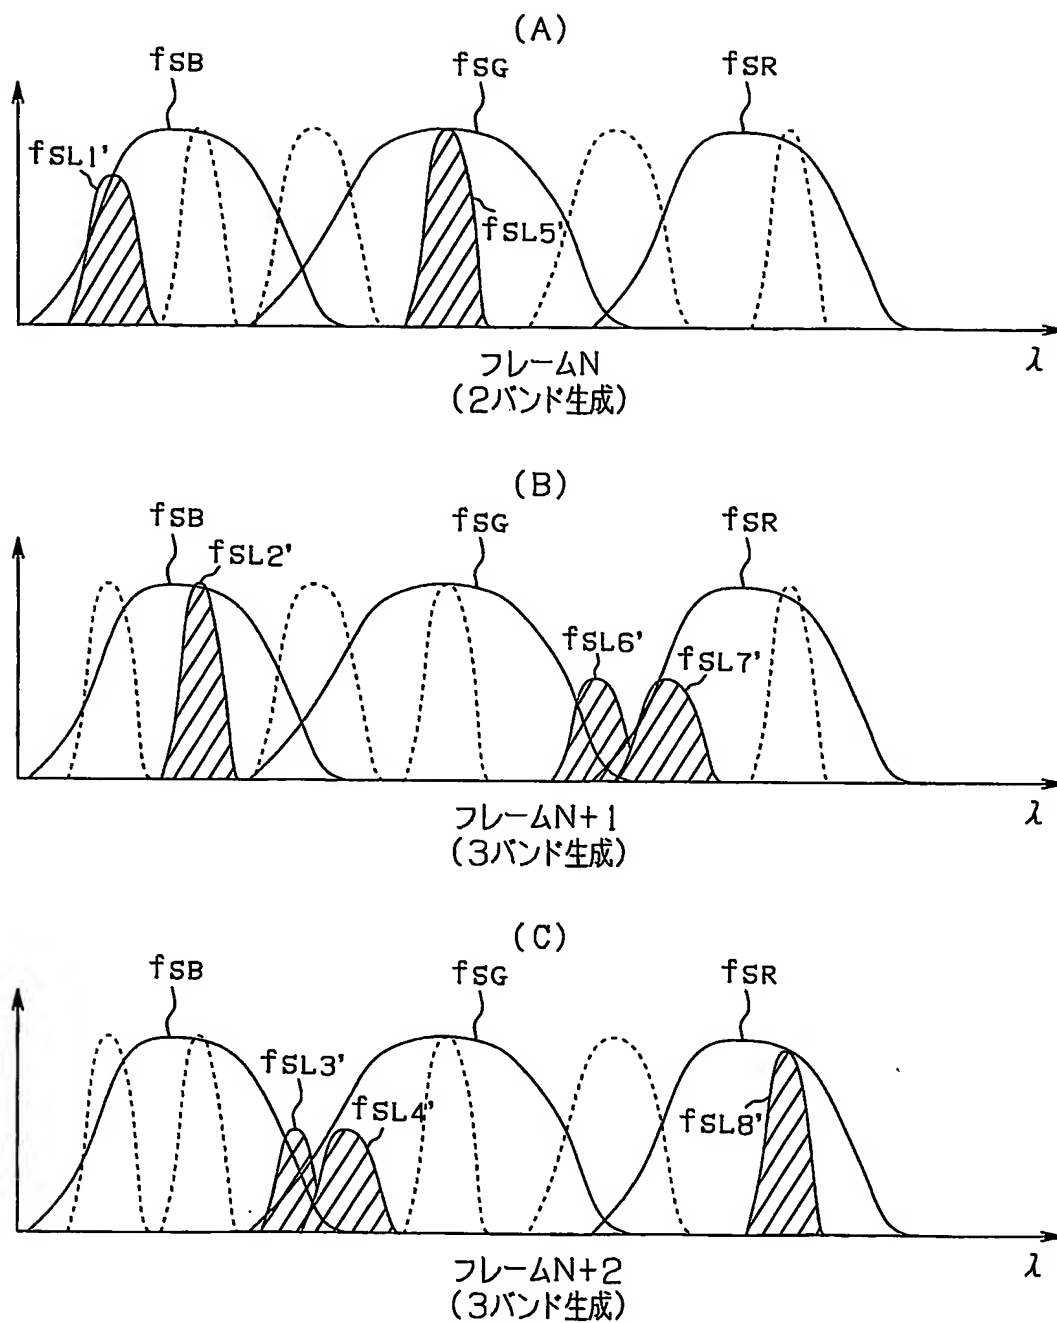 (A)
fSB
fSG
fSR
fSL1'
fSL5
λ
フレームN
(2バンド生成)
(B)
fSB
fSG
fSR
fSL2'
fSL6'
fSL7'
λ
フレームN+1
(3バンド生成)
(C)
fSB
fSG
fSR
fSL3'
fSL4'
fSL8'
λ
フレームN+2
(3バンド生成)